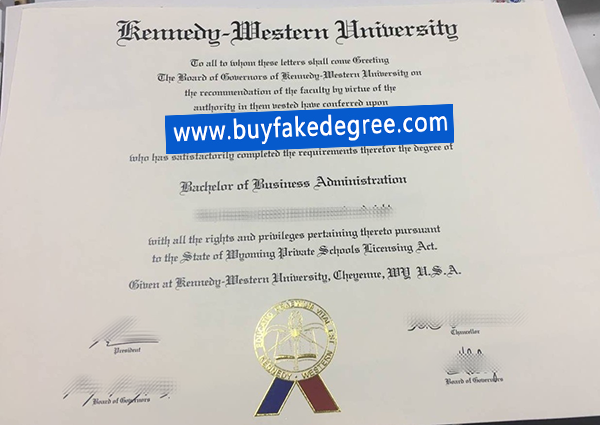 Kennedy-Western University
To all to whom these letters shall come Greeting
The Board of Governors of Kennedy-Western University on
the recommendation of the faculty by virtue of the
authority in them vested have conferred upon
www.buyfakedegree.com
who has satisfactorily completed the requirements therefor the degree of
Bachelor of Business Administration
with all the rights and privileges pertaining thereto pursuant
to the State of Wyoming Private Schools Licensing Act.
Given at Kennedy-Western University, Cheyenne, WY U.S.A.
President
Chancellor
Board of Governors
Board of Governors
KENNEDY · WESTERN